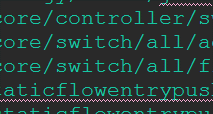 core/controller/s
core/switch/all/a
core/switch/all/f
taticflowentrypus